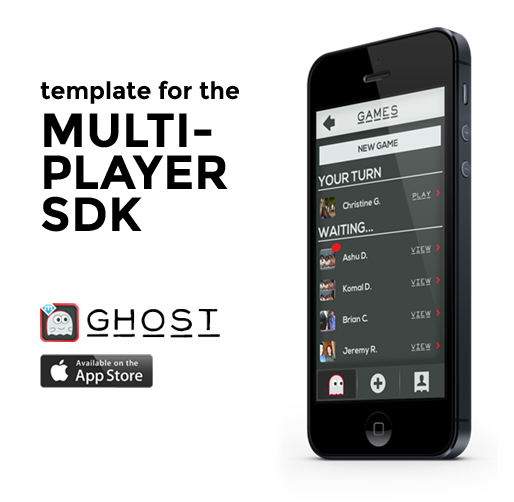 template for the
MULTI-
PLAYER
SDK
GHOST
Available on the
App Store
GAMES
NEW GAME
YOUR TURN
Christine G.
PLAY
WAITING...
Ashu D.
VIEW
Komal D.
VIEW
Brian C.
VIEW
Jeremy R.
VIEW